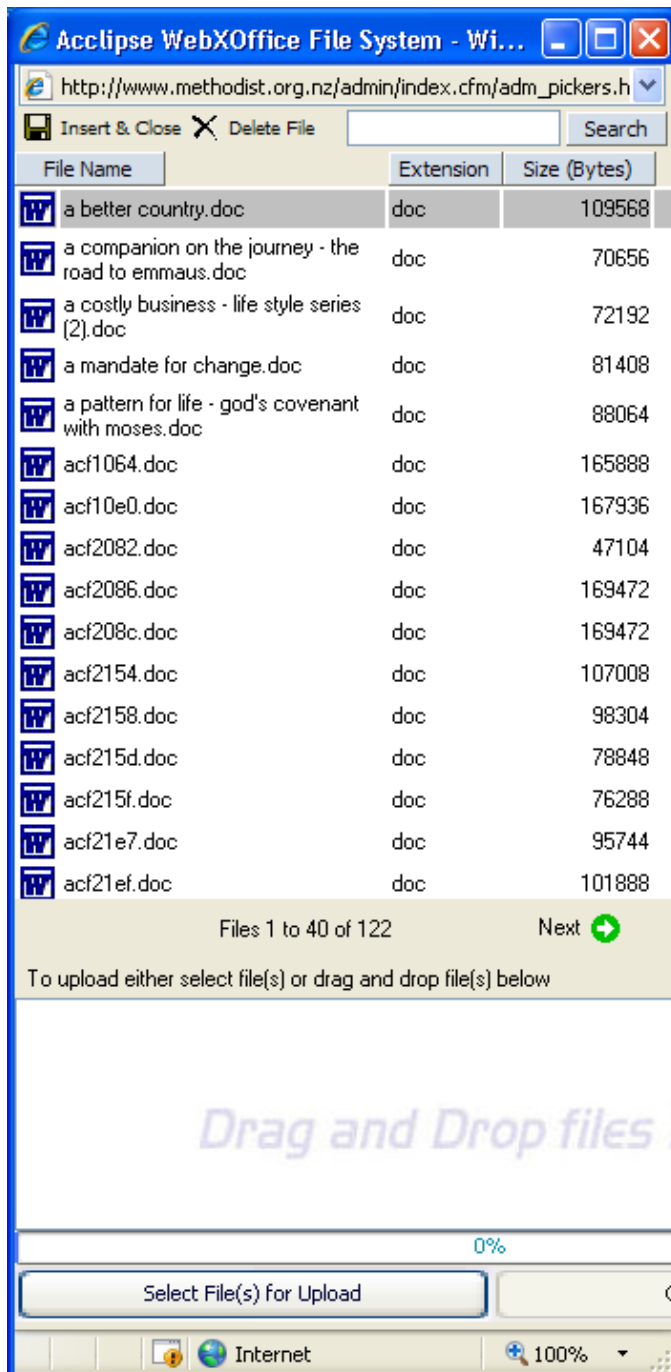 Acclipse WebXOffice File System - Wi...
http://www.methodist.org.nz/admin/index.cfm/adm_pickers.h
Insert & Close Delete File Search
File Name Extension Size (Bytes)
a better country.doc doc 109568
a companion on the journey - the
road to emmaus.doc doc 70656
a costly business - life style series
(2).doc doc 72192
a mandate for change.doc doc 81408
a pattern for life - god's covenant
with moses.doc doc 88064
acf1064.doc doc 165888
acf10e0.doc doc 167936
acf2082.doc doc 47104
acf2086.doc doc 169472
acf208c.doc doc 169472
acf2154.doc doc 107008
acf2158.doc doc 98304
acf215d.doc doc 78848
acf215f.doc doc 76288
acf21e7.doc doc 95744
acf21ef.doc doc 101888
Files 1 to 40 of 122 Next
To upload either select file(s) or drag and drop file(s) below
Drag and Drop files
0%
Select File(s) for Upload
Internet 100%